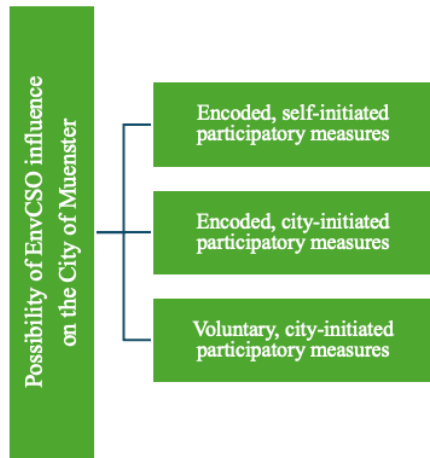 Possibility of EnvCSO influence
on the City of Muenster
Encoded, self-initiated
participatory measures
Encoded, city-initiated
participatory measures
Voluntary, city-initiated
participatory measures